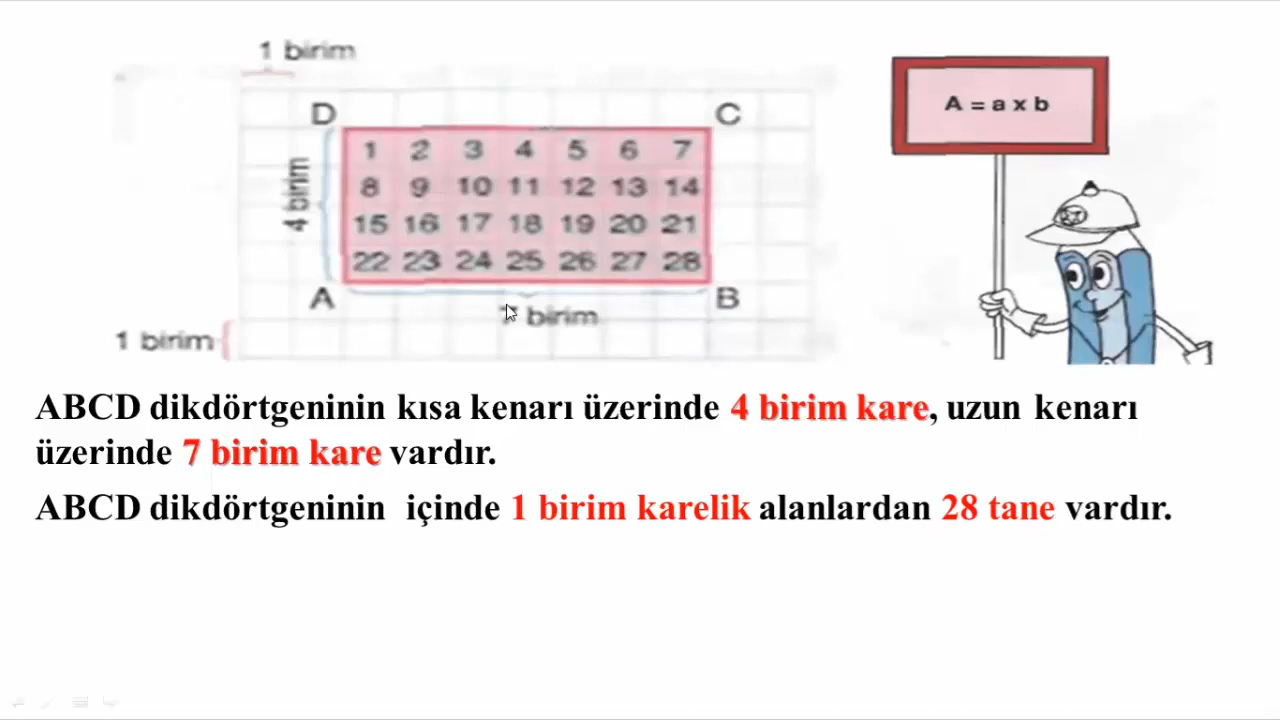 1 birim
A = a x b
D
C
4 birim
1 2 3 4 5 6 7
8 9 10 11 12 13 14
15 16 17 18 19 20 21
22 23 24 25 26 27 28
A
B
birim
1 birim
ABCD dikdörtgeninin kısa kenarı üzerinde 4 birim kare, uzun kenarı
üzerinde 7 birim kare vardır.
ABCD dikdörtgeninin içinde 1 birim karelik alanlardan 28 tane vardır.